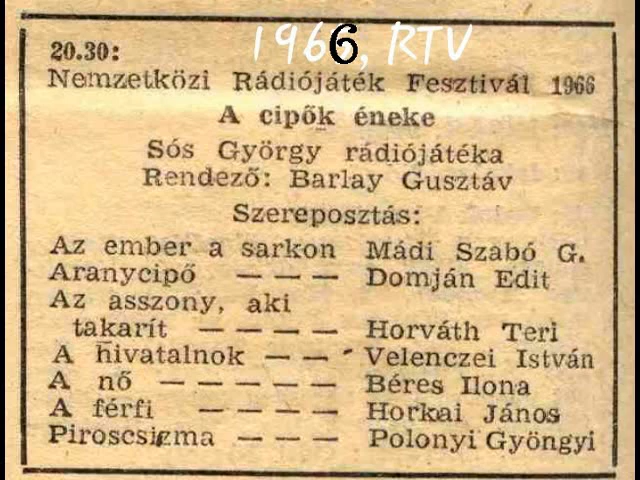 1966, RTV
20.30:
Nemzetközi Rádiójáték Fesztivál 1966
A cipők éneke
Sós György rádiójátéka
Rendező: Barlay Gusztáv
Szereposztás:
Az ember a sarkon Mádi Szabó G.
Aranycipő — — — Domján Edit
Az asszony, aki
takarít — — — — Horváth Teri
A hivatalnok — — Velenczei István
A nő — — — — — Béres Ilona
A férfi — — — — Horkai János
Piroscsizma — — — Polonyi Gyöngyi